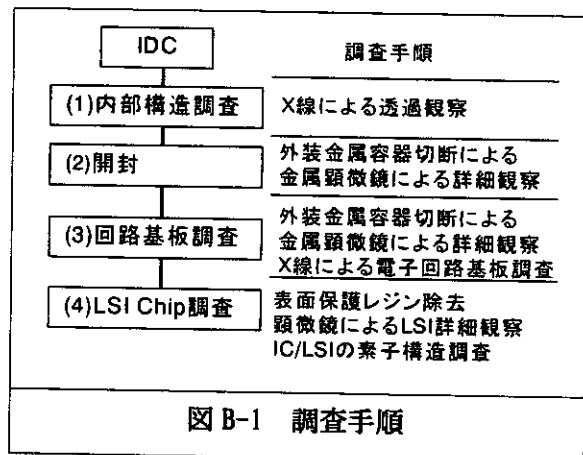 IDC
調査手順
(1)内部構造調査
X線による透過観察
(2)開封
外装金属容器切断による
金属顕微鏡による詳細観察
(3)回路基板調査
外装金属容器切断による
金属顕微鏡による詳細観察
X線による電子回路基板調査
(4)LSI Chip調査
表面保護レジン除去
顕微鏡によるLSI詳細観察
IC/LSIの素子構造調査
図 B-1 調査手順